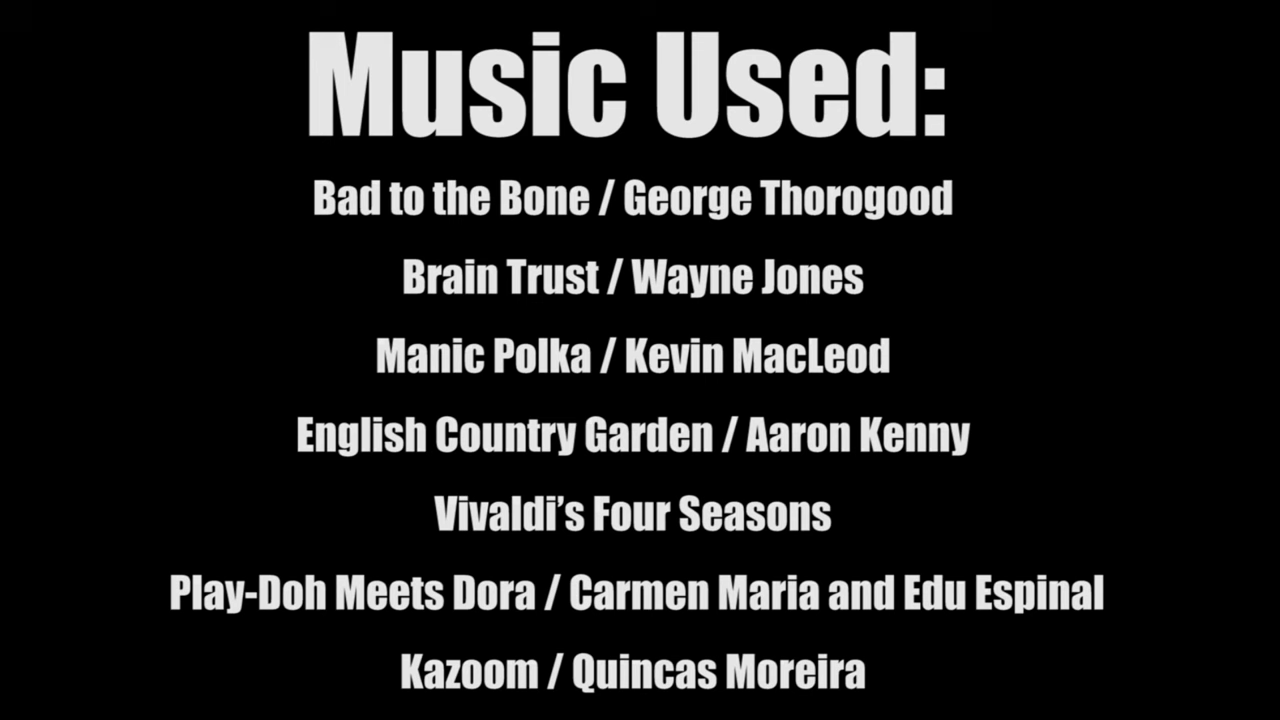 Music Used:
Bad to the Bone / George Thorogood
Brain Trust / Wayne Jones
Manic Polka / Kevin MacLeod
English Country Garden / Aaron Kenny
Vivaldi’s Four Seasons
Play-Doh Meets Dora / Carmen Maria and Edu Espinal
Kazoom / Quincas Moreira